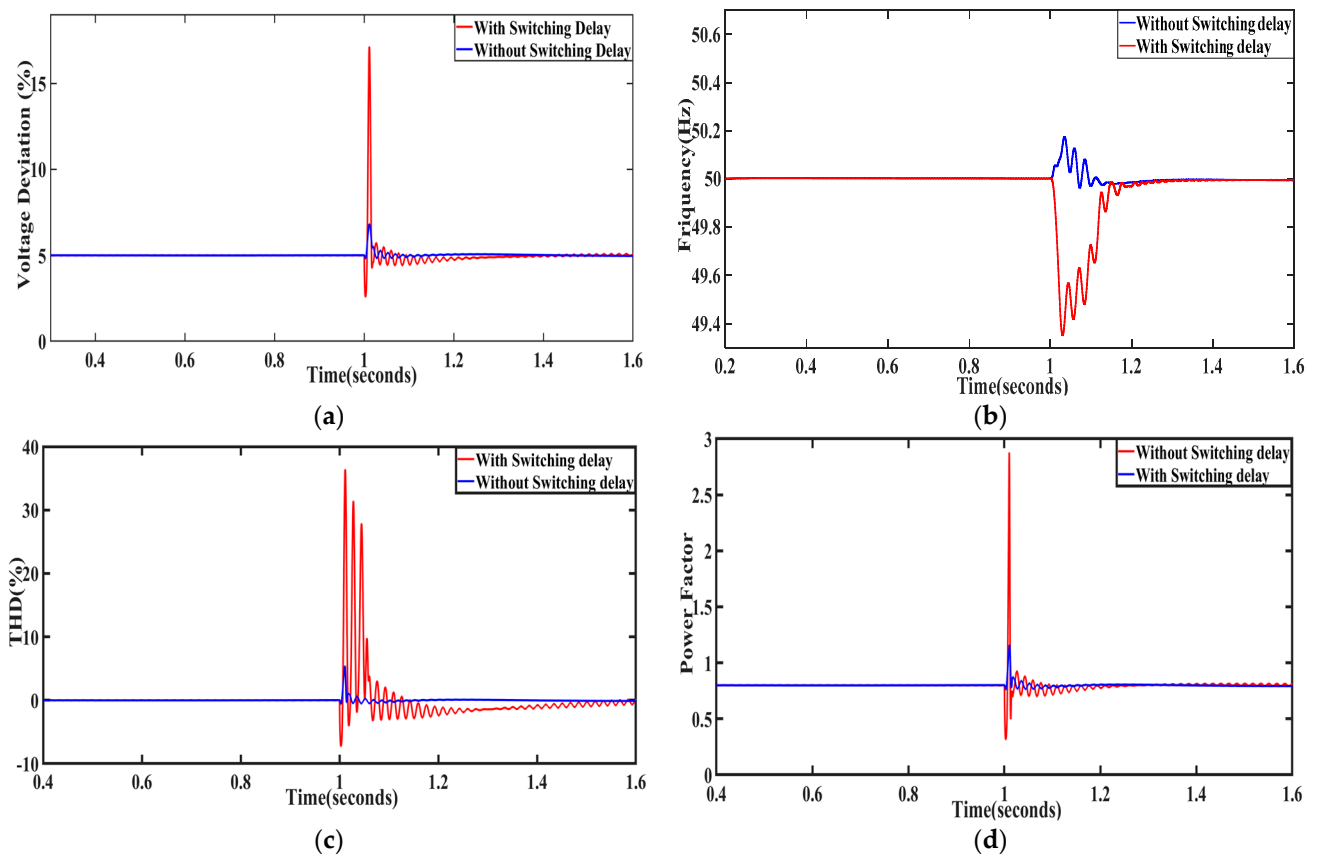 With Switching Delay
Without Switching Delay
Voltage Deviation (%)
15
10
5
0
0.4 0.6 0.8 1 1.2 1.4 1.6
Time(seconds)
(a)
Without Switching delay
With Switching delay
Friquency(Hz)
50.6
50.4
50.2
50
49.8
49.6
49.4
0.2 0.4 0.6 0.8 1 1.2 1.4 1.6
Time(seconds)
(b)
With Switching delay
Without Switching delay
THD(%)
40
30
20
10
0
-10
0.4 0.6 0.8 1 1.2 1.4 1.6
Time(seconds)
(c)
Without Switching delay
With Switching delay
Power Factor
3
2.5
2
1.5
1
0.5
0
0.4 0.6 0.8 1 1.2 1.4 1.6
Time(seconds)
(d)